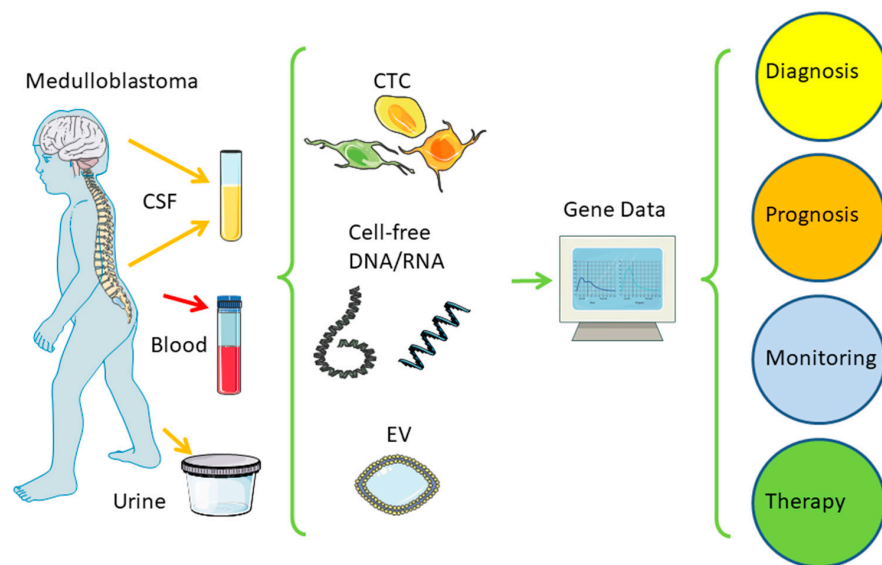 Medulloblastoma
CSF
Blood
Urine
CTC
Cell-free
DNA/RNA
EV
Gene Data
Diagnosis
Prognosis
Monitoring
Therapy